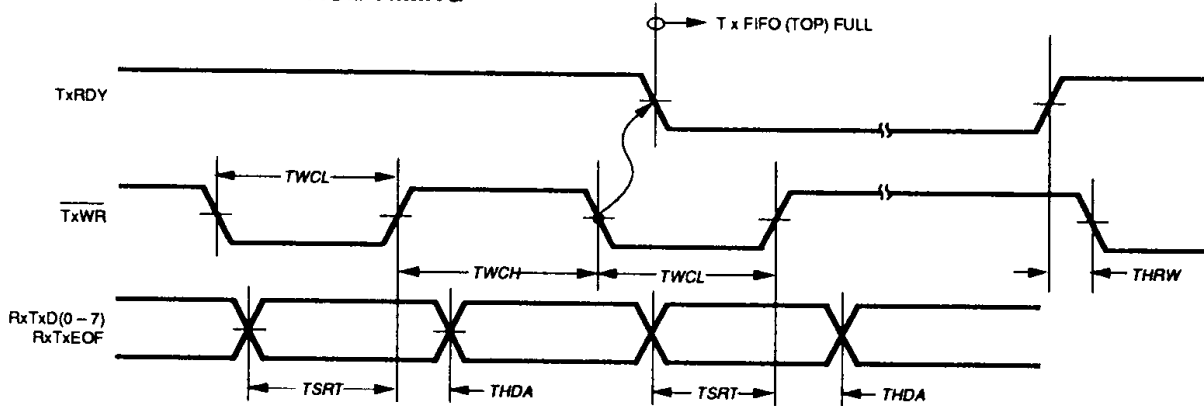 T x FIFO (TOP) FULL
TxRDY
TWCL
TxWR
TWCH
TWCL
THRW
RxTxD(0 – 7)
RxTxEOF
TSRT
THDA
TSRT
THDA